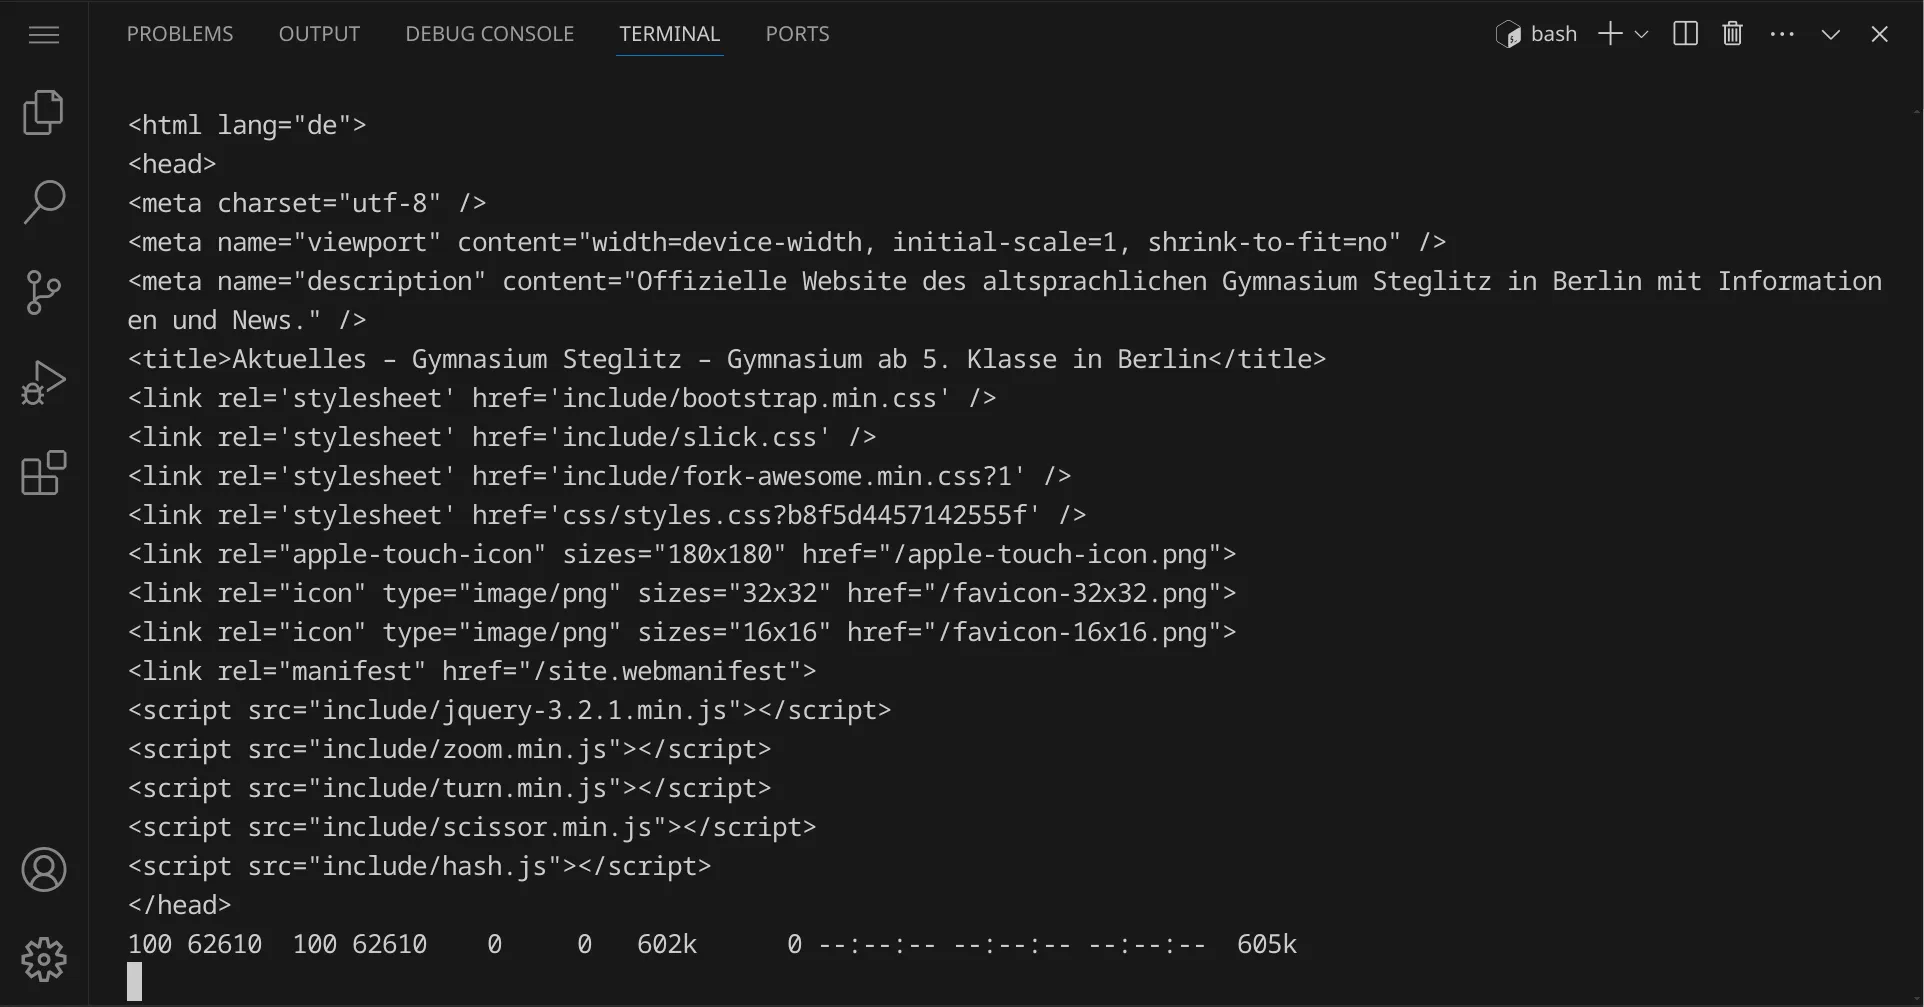 PROBLEMS OUTPUT DEBUG CONSOLE TERMINAL PORTS bash
<html lang="de">
<head>
<meta charset="utf-8" />
<meta name="viewport" content="width=device-width, initial-scale=1, shrink-to-fit=no" />
<meta name="description" content="Offizielle Website des altsprachlichen Gymnasium Steglitz in Berlin mit Information
en und News." />
<title>Aktuelles – Gymnasium Steglitz – Gymnasium ab 5. Klasse in Berlin</title>
<link rel='stylesheet' href='include/bootstrap.min.css' />
<link rel='stylesheet' href='include/slick.css' />
<link rel='stylesheet' href='include/fork-awesome.min.css?1' />
<link rel='stylesheet' href='css/styles.css?b8f5d4457142555f' />
<link rel="apple-touch-icon" sizes="180x180" href="/apple-touch-icon.png">
<link rel="icon" type="image/png" sizes="32x32" href="/favicon-32x32.png">
<link rel="icon" type="image/png" sizes="16x16" href="/favicon-16x16.png">
<link rel="manifest" href="/site.webmanifest">
<script src="include/jquery-3.2.1.min.js"></script>
<script src="include/zoom.min.js"></script>
<script src="include/turn.min.js"></script>
<script src="include/scissor.min.js"></script>
<script src="include/hash.js"></script>
</head>
100 62610  100 62610    0     0   602k      0 --:--:-- --:--:-- --:--:--  605k